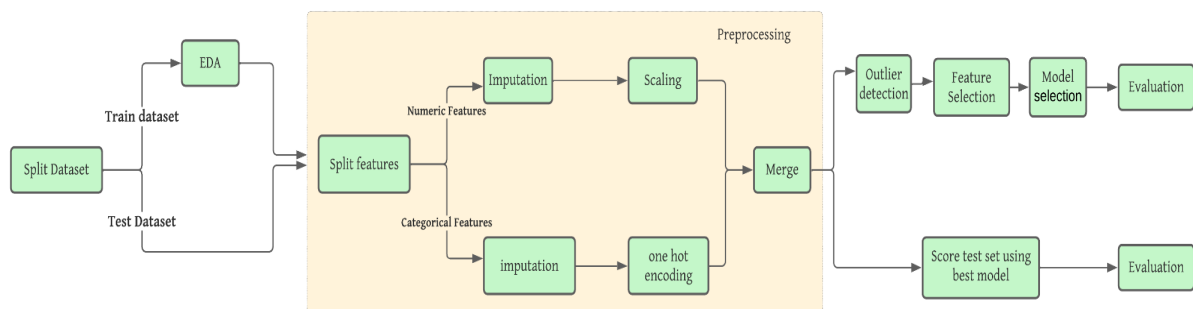 Split Dataset
Train dataset
Test Dataset
EDA
Preprocessing
Split features
Numeric Features
Categorical Features
Imputation
Scaling
imputation
one hot
encoding
Merge
Outlier
detection
Feature
Selection
Model
selection
Evaluation
Score test set using
best model
Evaluation